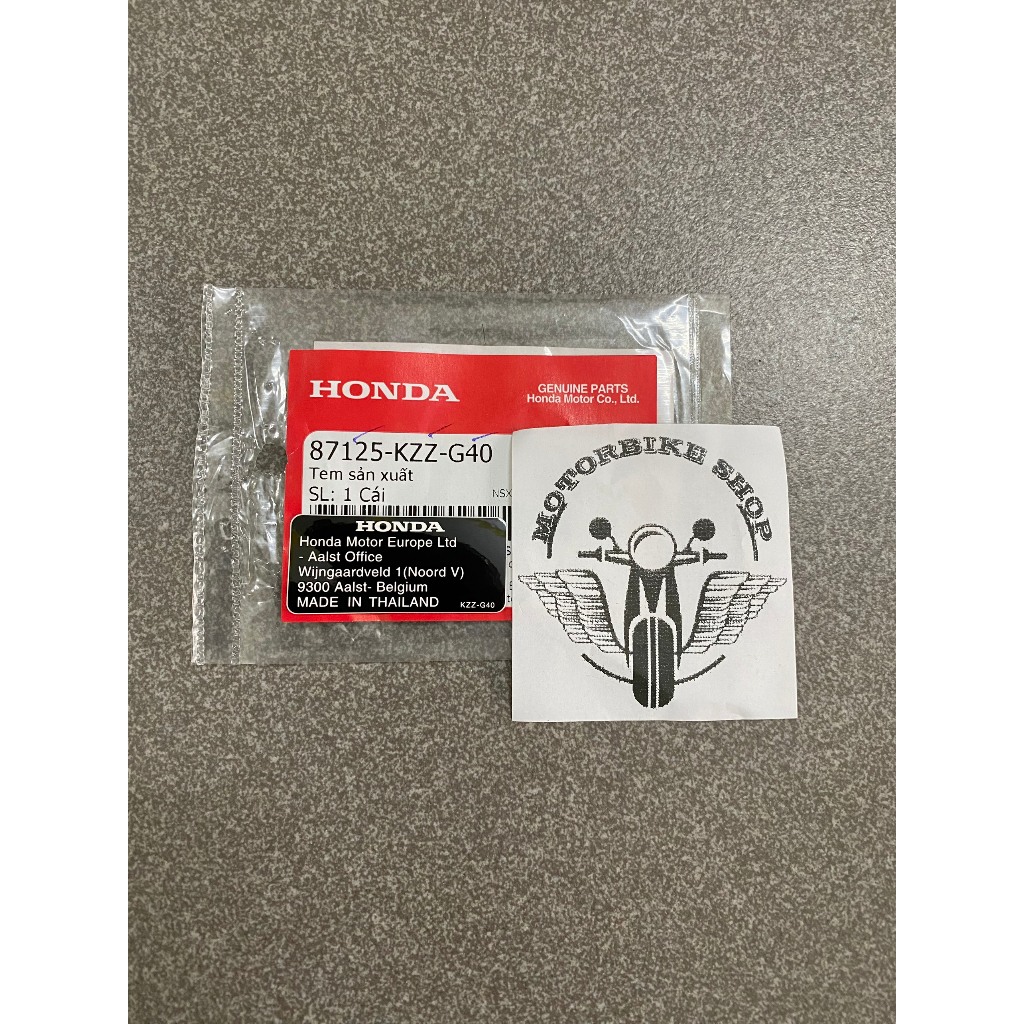 HONDA
GENUINE PARTS
Honda Motor Co., Ltd.
87125-KZZ-G40
Tem sản xuất
SL: 1 Cái
NSX
HONDA
Honda Motor Europe Ltd
- Aalst Office
Wijngaardveld 1(Noord V)
9300 Aalst- Belgium
MADE IN THAILAND
KZZ-G40
MOTORBIKE SHOP